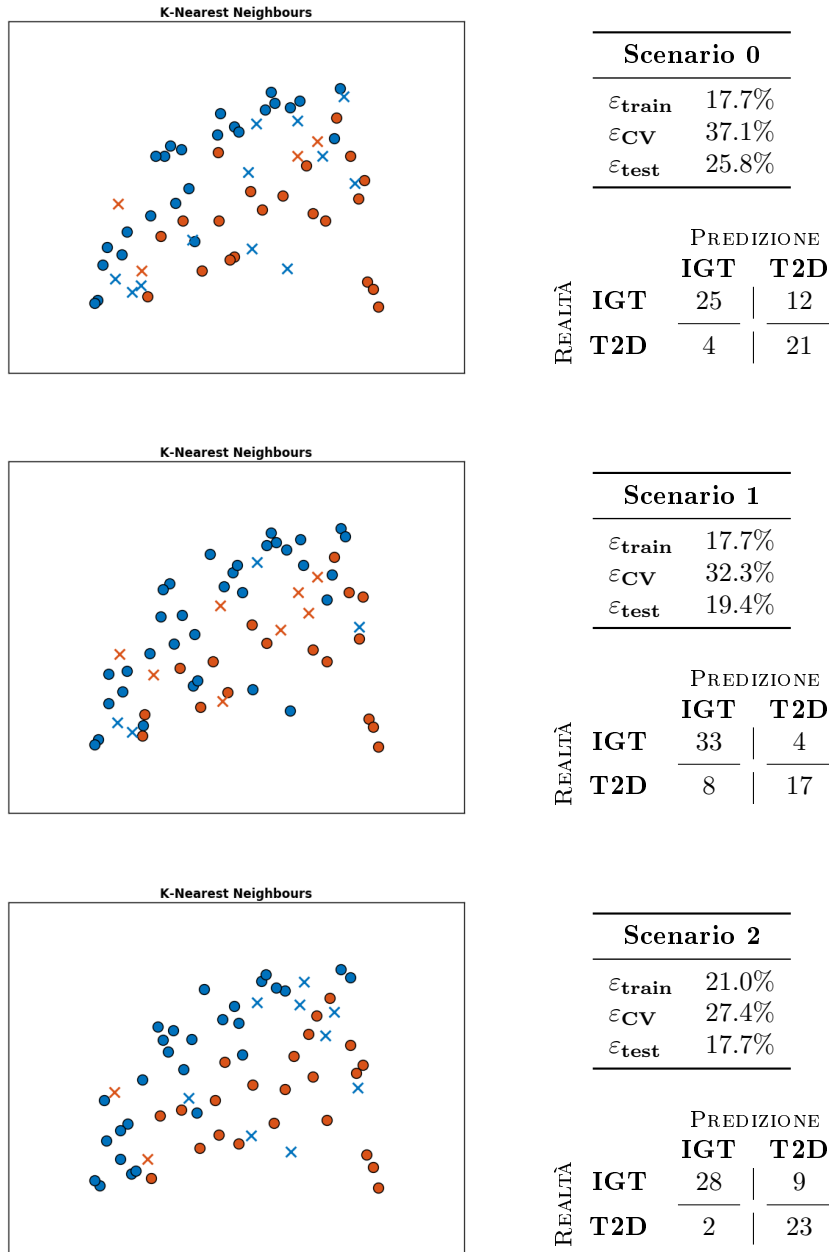 K-Nearest Neighbours
Scenario 0
εtrain 17.7%
εCV 37.1%
εtest 25.8%
Predizione
IGT T2D
Realtà
IGT 25 12
T2D 4 21
K-Nearest Neighbours
Scenario 1
εtrain 17.7%
εCV 32.3%
εtest 19.4%
Predizione
IGT T2D
Realtà
IGT 33 4
T2D 8 17
K-Nearest Neighbours
Scenario 2
εtrain 21.0%
εCV 27.4%
εtest 17.7%
Predizione
IGT T2D
Realtà
IGT 28 9
T2D 2 23